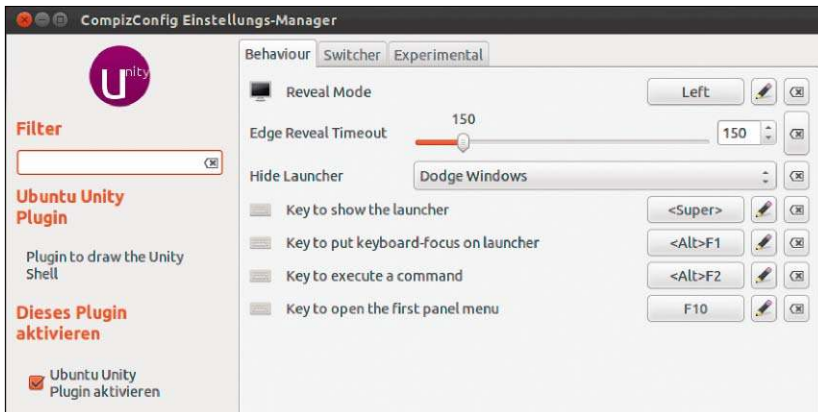 CompizConfig Einstellungs-Manager
Unity
Filter
Ubuntu Unity
Plugin
Plugin to draw the Unity
Shell
Dieses Plugin
aktivieren
Ubuntu Unity
Plugin aktivieren
Behaviour Switcher Experimental
Reveal Mode Left
150
Edge Reveal Timeout 150
Hide Launcher Dodge Windows
Key to show the launcher <Super>
Key to put keyboard-focus on launcher <Alt>F1
Key to execute a command <Alt>F2
Key to open the first panel menu F10